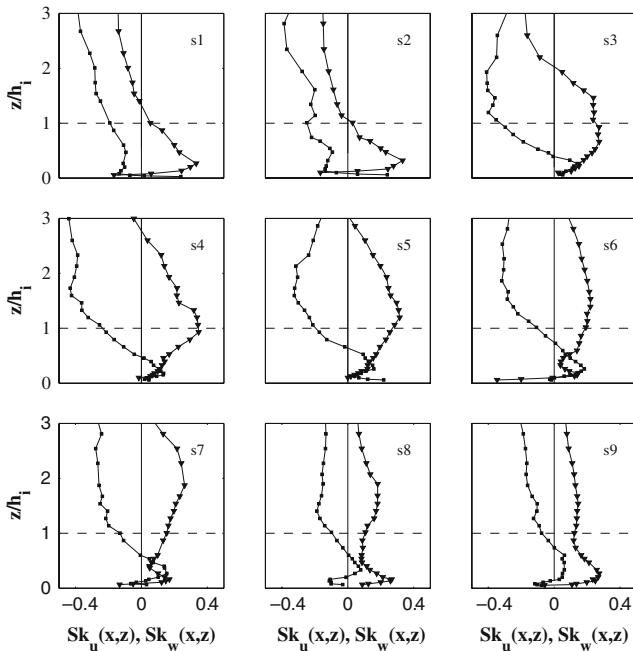 3
2
1
0
z/h_i
s1
s2
s3
3
2
1
0
z/h_i
s4
s5
s6
3
2
1
0
z/h_i
s7
s8
s9
−0.4 0 0.4
−0.4 0 0.4
−0.4 0 0.4
Sk_u(x,z), Sk_w(x,z)
Sk_u(x,z), Sk_w(x,z)
Sk_u(x,z), Sk_w(x,z)